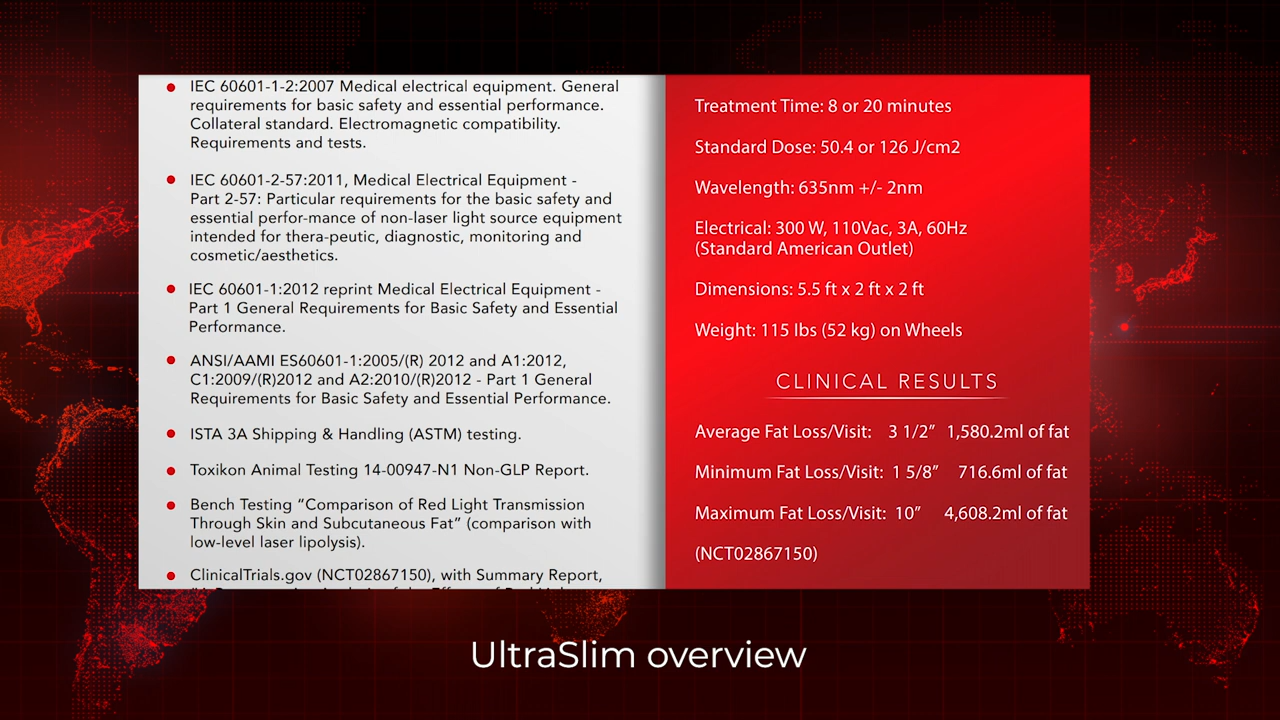 IEC 60601-1-2:2007 Medical electrical equipment. General
requirements for basic safety and essential performance.
Collateral standard. Electromagnetic compatibility.
Requirements and tests.
IEC 60601-2-57:2011, Medical Electrical Equipment -
Part 2-57: Particular requirements for the basic safety and
essential perfor-mance of non-laser light source equipment
intended for thera-peutic, diagnostic, monitoring and
cosmetic/aesthetics.
IEC 60601-1:2012 reprint Medical Electrical Equipment -
Part 1 General Requirements for Basic Safety and Essential
Performance.
ANSI/AAMI ES60601-1:2005/(R) 2012 and A1:2012,
C1:2009/(R)2012 and A2:2010/(R)2012 - Part 1 General
Requirements for Basic Safety and Essential Performance.
ISTA 3A Shipping & Handling (ASTM) testing.
Toxikon Animal Testing 14-00947-N1 Non-GLP Report.
Bench Testing “Comparison of Red Light Transmission
Through Skin and Subcutaneous Fat” (comparison with
low-level laser lipolysis).
ClinicalTrials.gov (NCT02867150), with Summary Report,
Treatment Time: 8 or 20 minutes
Standard Dose: 50.4 or 126 J/cm2
Wavelength: 635nm +/- 2nm
Electrical: 300 W, 110Vac, 3A, 60Hz
(Standard American Outlet)
Dimensions: 5.5 ft x 2 ft x 2 ft
Weight: 115 lbs (52 kg) on Wheels
CLINICAL RESULTS
Average Fat Loss/Visit: 3 1/2” 1,580.2ml of fat
Minimum Fat Loss/Visit: 1 5/8” 716.6ml of fat
Maximum Fat Loss/Visit: 10” 4,608.2ml of fat
(NCT02867150)
UltraSlim overview